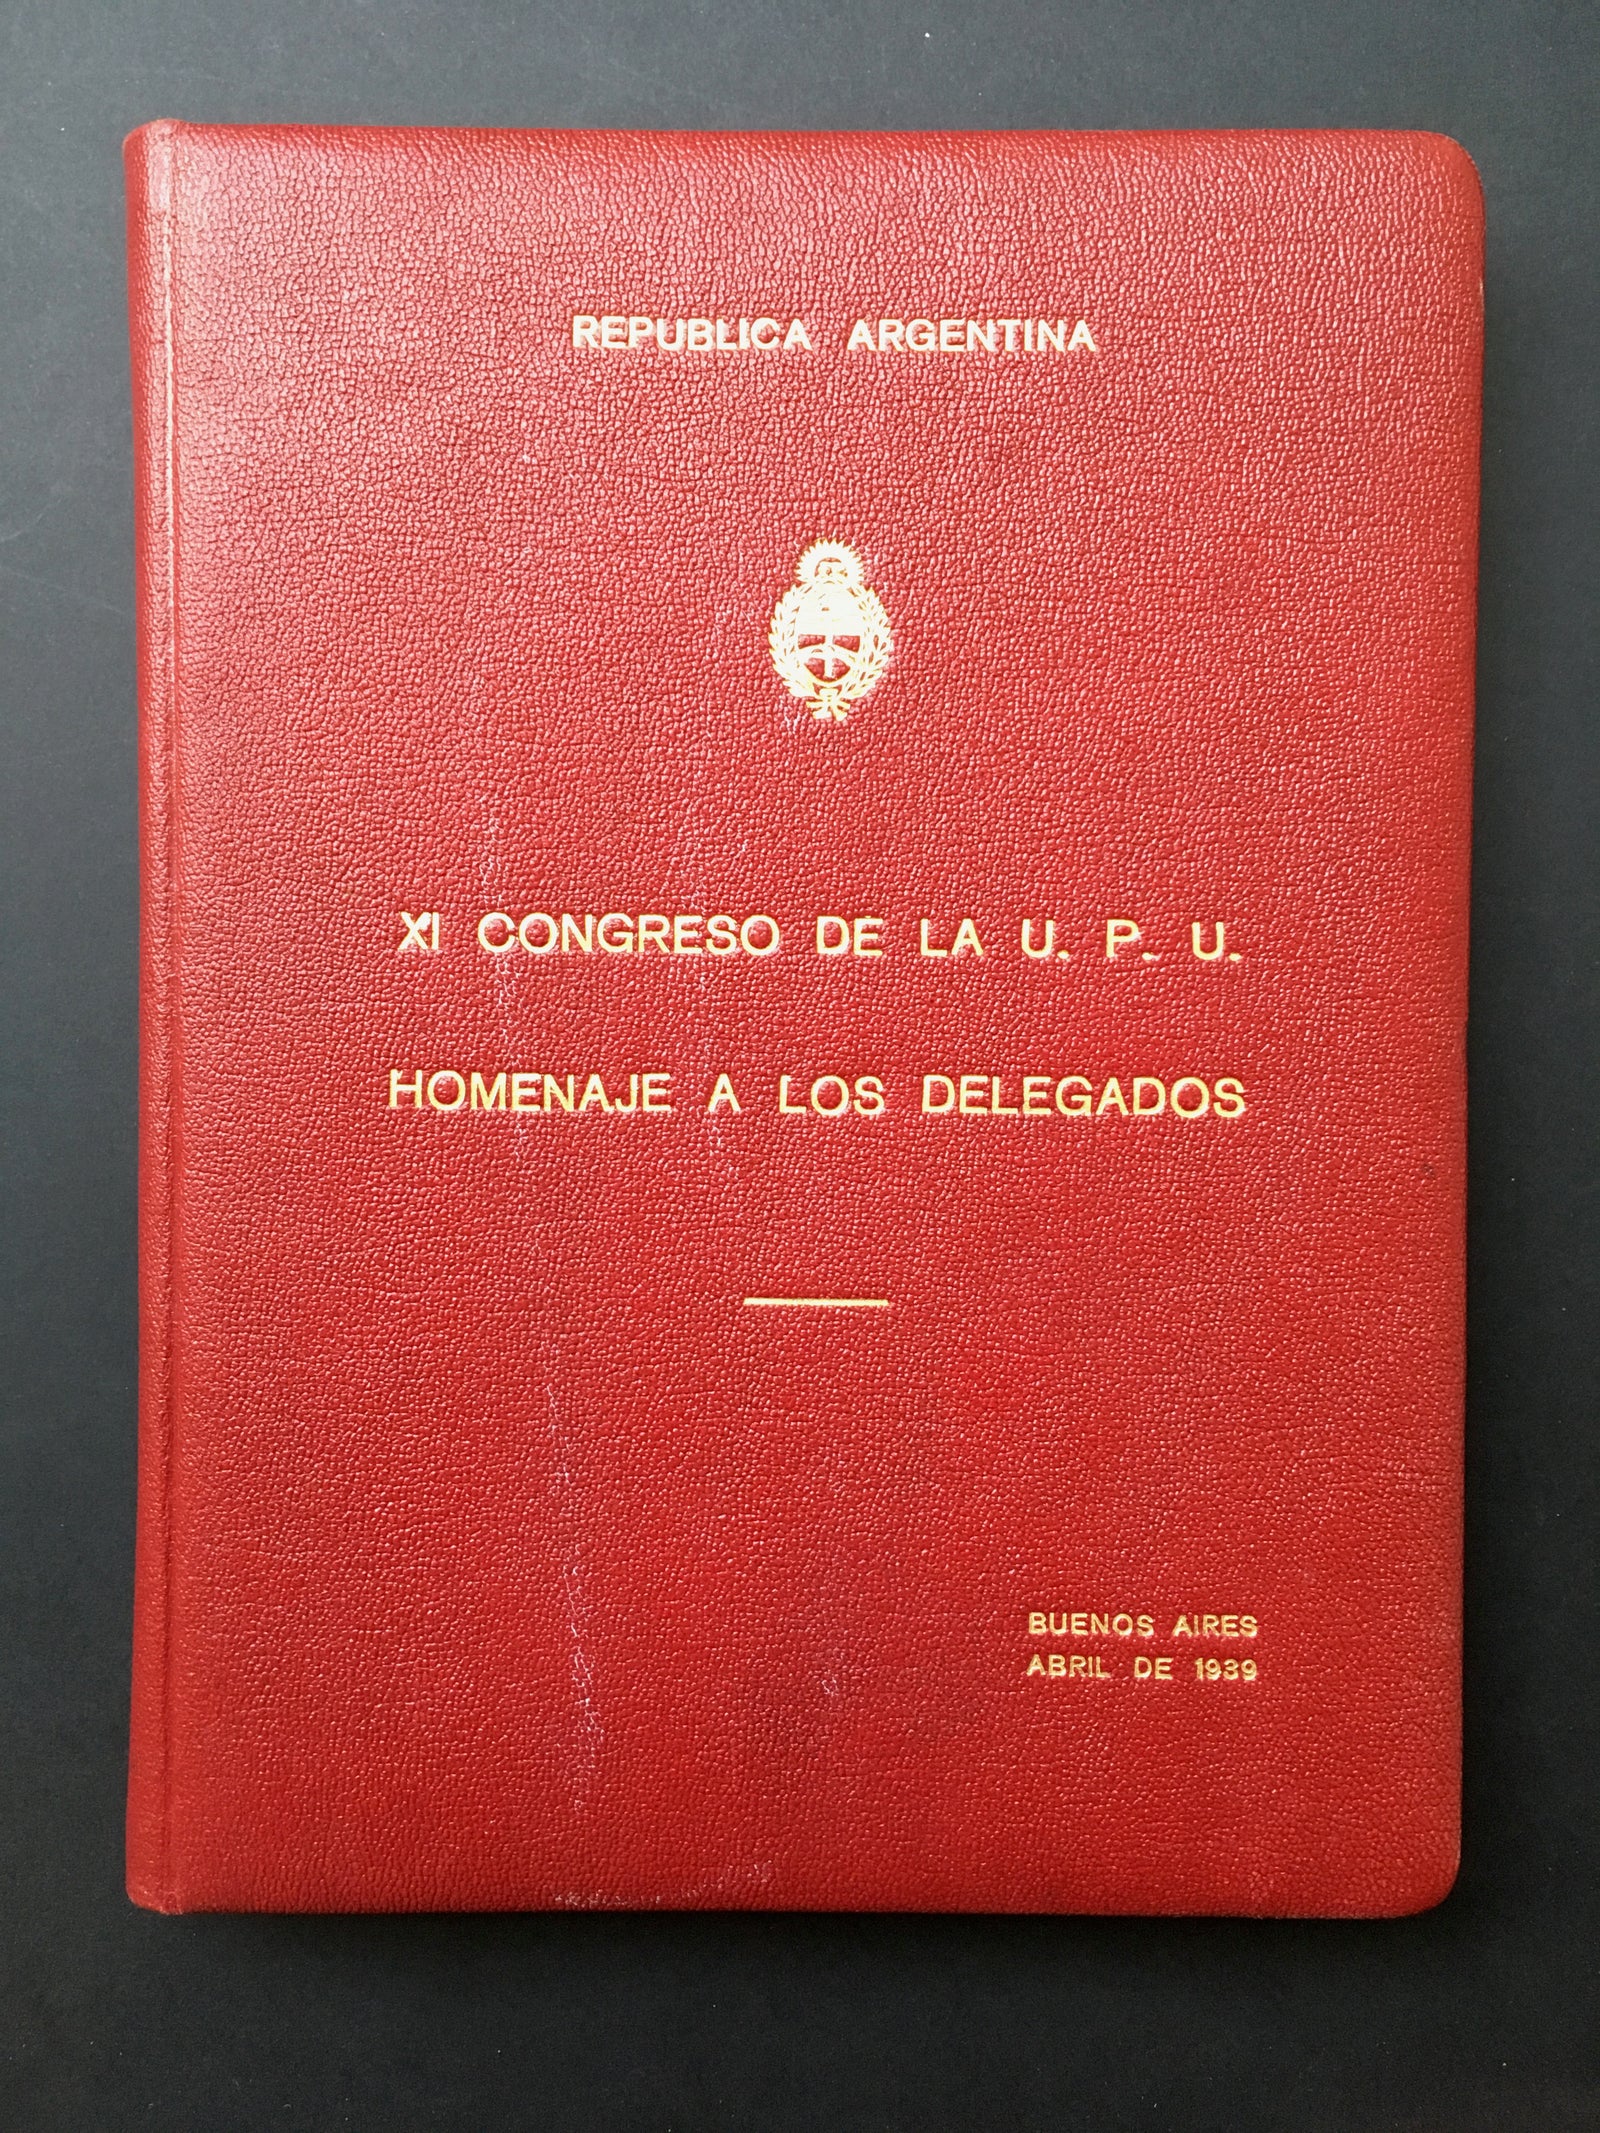 REPUBLICA ARGENTINA
XI CONGRESO DE LA U. P. U.
HOMENAJE A LOS DELEGADOS
BUENOS AIRES
ABRIL DE 1939